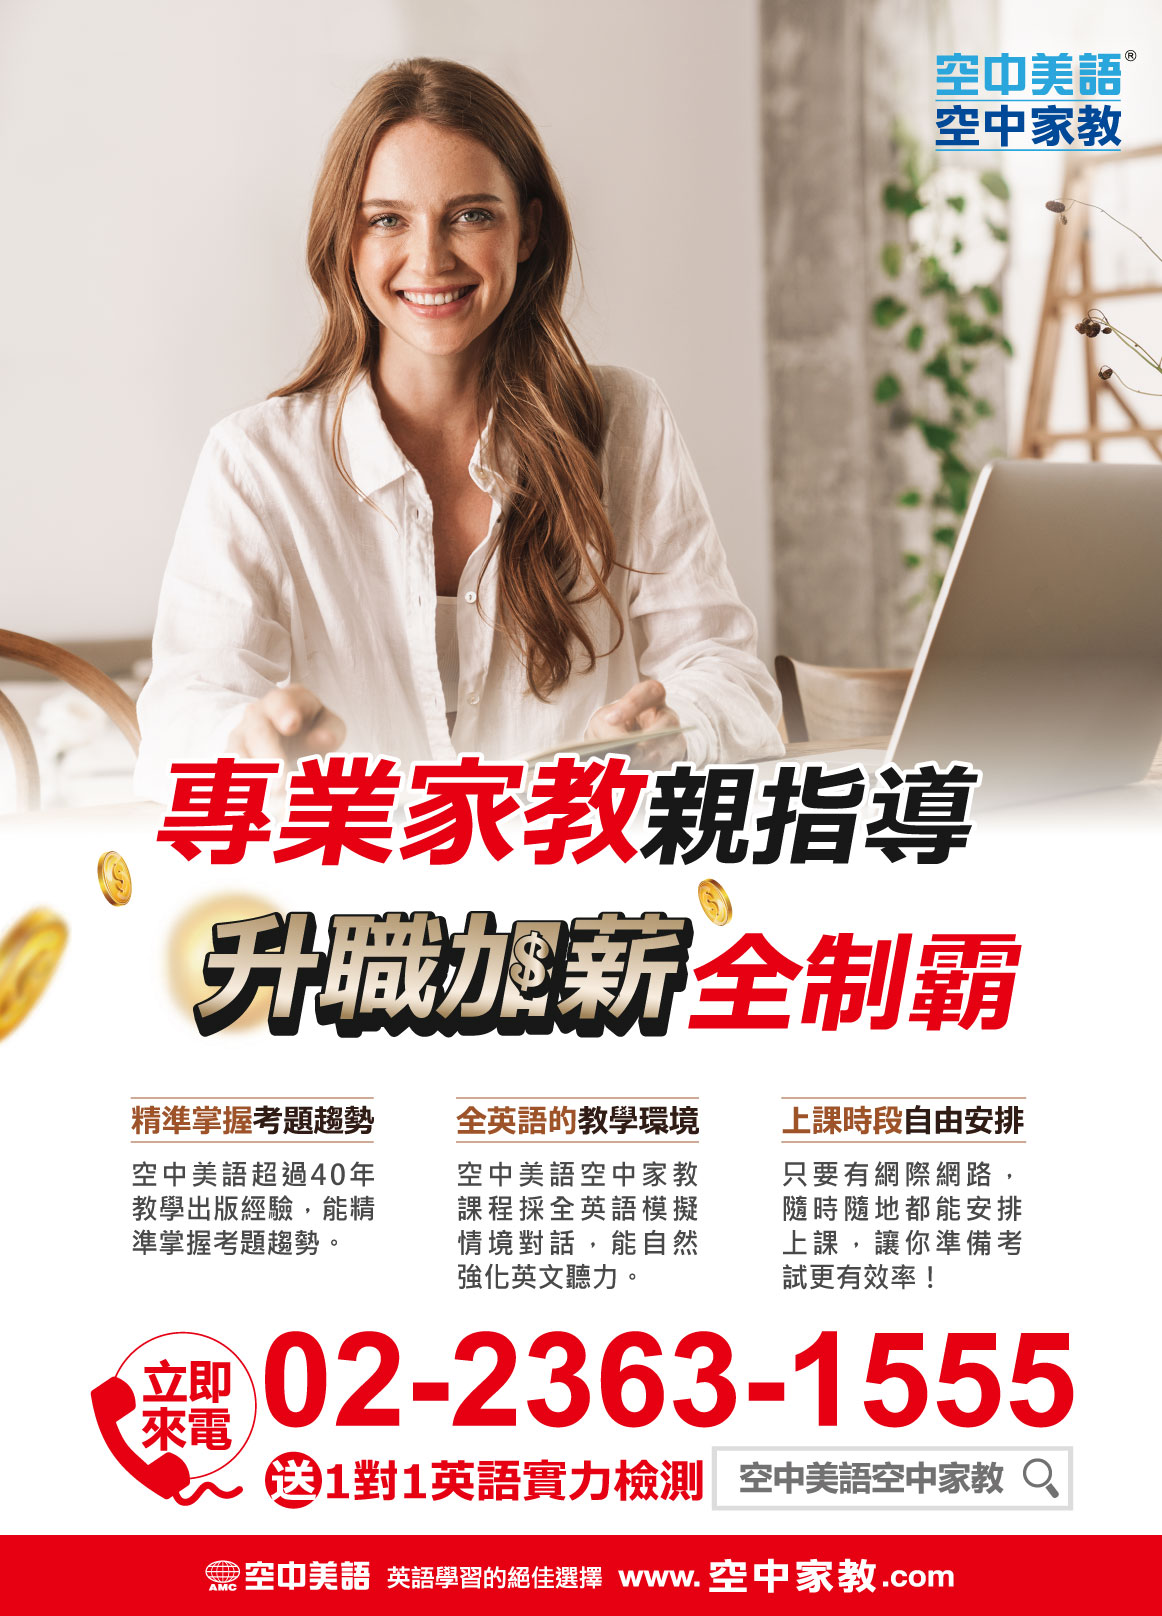 空中美語®
空中家教
專業家教親指導
升職加薪全制霸
精準掌握考題趨勢
空中美語超過40年
教學出版經驗，能精
準掌握考題趨勢。
全英語的教學環境
空中美語空中家教
課程採全英語模擬
情境對話，能自然
強化英文聽力。
上課時段自由安排
只要有網際網路，
隨時隨地都能安排
上課，讓你準備考
試更有效率！
立即
來電
02-2363-1555
送1對1英語實力檢測
空中美語空中家教
AMC 空中美語 英語學習的絕佳選擇 www.空中家教.com